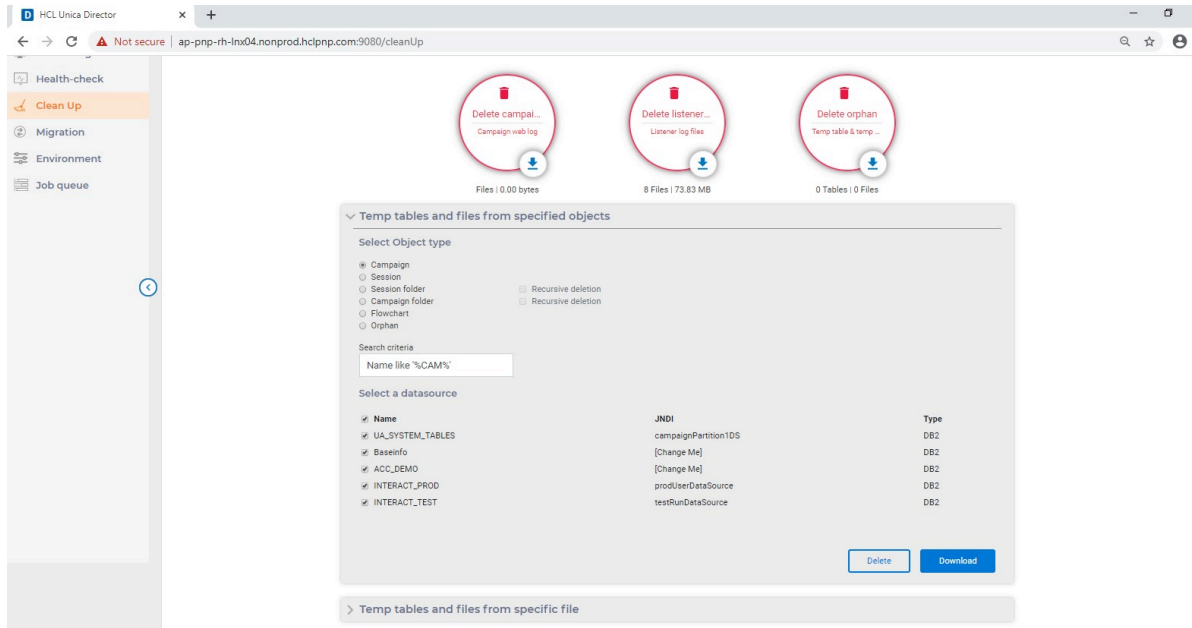 D HCL Unica Director
Not secure | ap-pnp-rh-lnx04.nonprod.hclpnp.com:9080/cleanUp
Health-check
Clean Up
Migration
Environment
Job queue
Delete campai... Delete listener... Delete orphan
Campaign web log Listener log files Temp table & temp ...
Files | 0.00 bytes 8 Files | 73.83 MB 0 Tables | 0 Files
Temp tables and files from specified objects
Select Object type
Campaign
Session
Session folder Recursive deletion
Campaign folder Recursive deletion
Flowchart
Orphan
Search criteria
Name like '%CAM%'
Select a datasource
Name JNDI Type
UA_SYSTEM_TABLES campaignPartition1DS DB2
Baseinfo [Change Me] DB2
ACC_DEMO [Change Me] DB2
INTERACT_PROD prodUserDataSource DB2
INTERACT_TEST testRunDataSource DB2
Delete Download
Temp tables and files from specific file